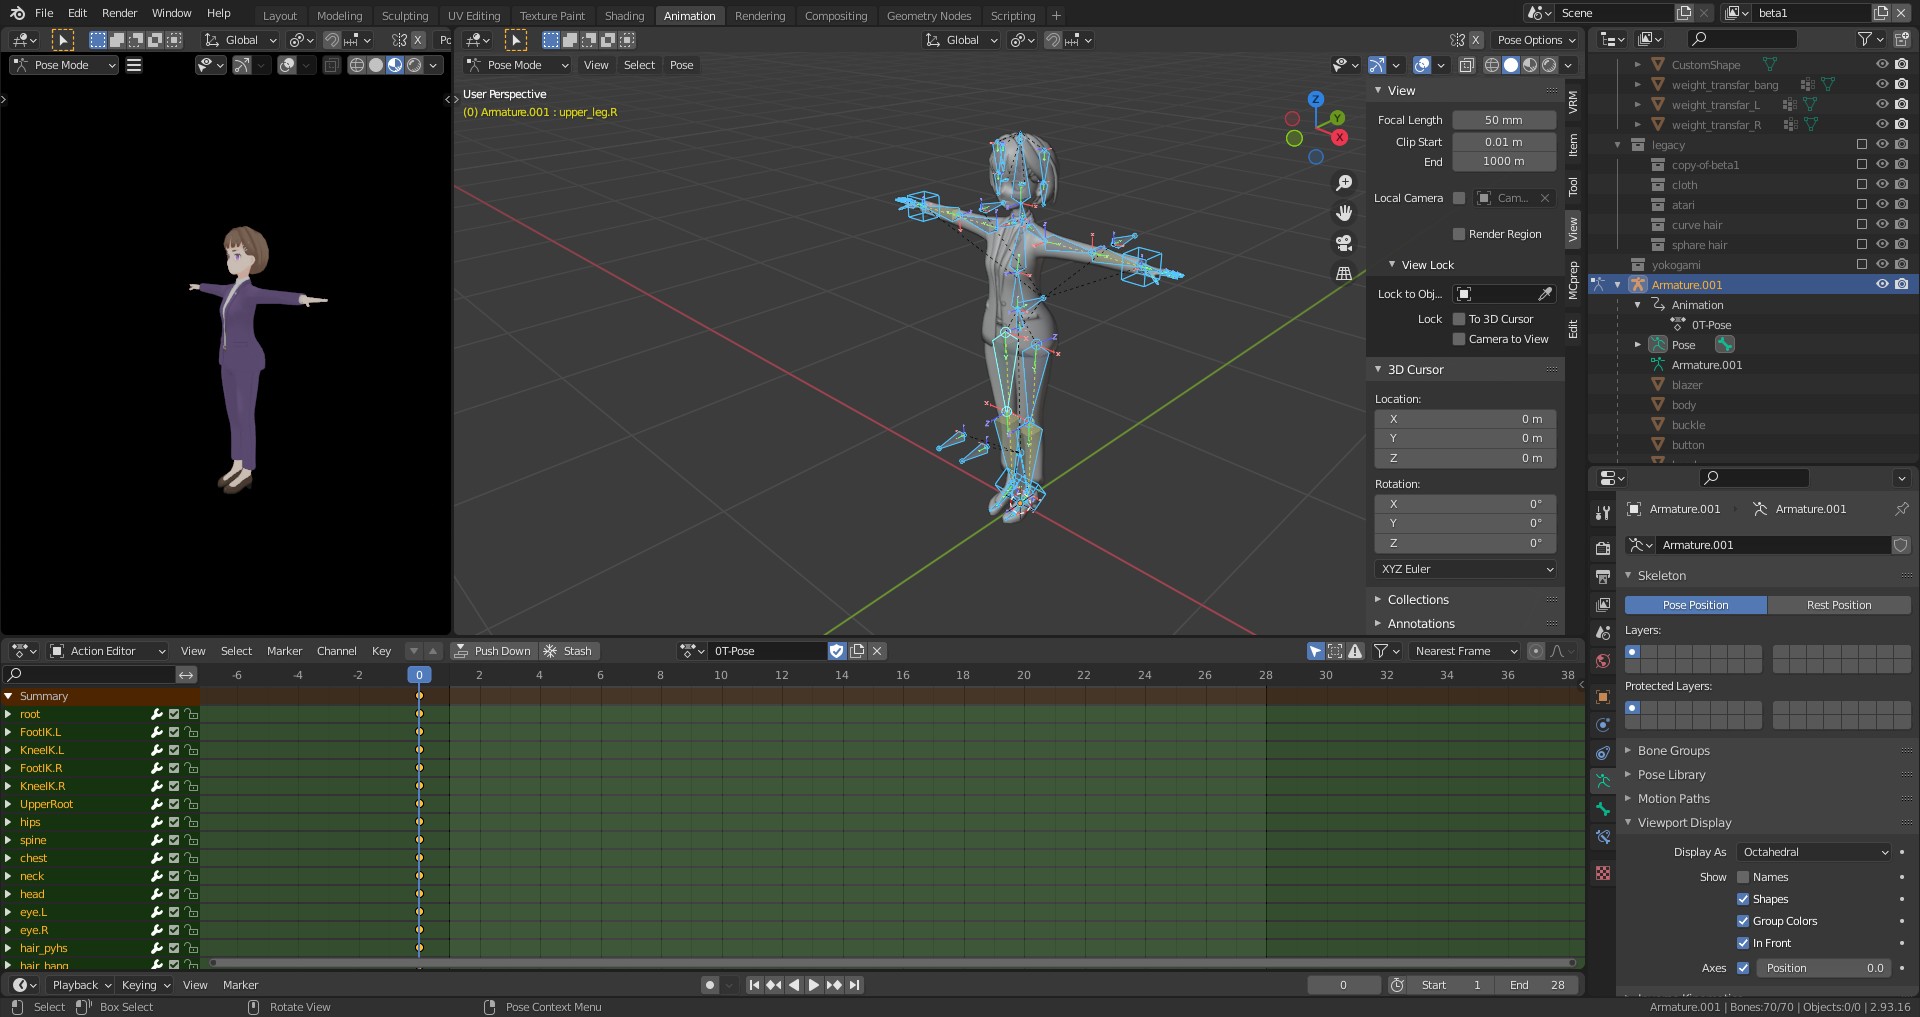 File Edit Render Window Help Layout Modeling Sculpting UV Editing Texture Paint Shading Animation Rendering Compositing Geometry Nodes Scripting + Scene beta1
Global Po Global X Pose Options
Pose Mode Pose Mode View Select Pose
User Perspective
(0) Armature.001 : upper_leg.R
Z
Y
X
View
Focal Length 50 mm
Clip Start 0.01 m
End 1000 m
Local Camera Cam...
Render Region
View Lock
Lock to Obj...
Lock To 3D Cursor
Camera to View
3D Cursor
Location:
X 0 m
Y 0 m
Z 0 m
Rotation:
X 0°
Y 0°
Z 0°
XYZ Euler
Collections
Annotations
VRM
Item
Tool
View
MCprep
Edit
CustomShape
weight_transfar_bang
weight_transfar_L
weight_transfar_R
legacy
copy-of-beta1
cloth
atari
curve hair
sphare hair
yokogami
Armature.001
Animation
0T-Pose
Pose
Armature.001
blazer
body
buckle
button
Armature.001 Armature.001
Armature.001
Skeleton
Pose Position Rest Position
Layers:
Protected Layers:
Bone Groups
Pose Library
Motion Paths
Viewport Display
Display As Octahedral
Show Names
Shapes
Group Colors
In Front
Axes Position 0.0
Action Editor View Select Marker Channel Key Push Down Stash 0T-Pose Nearest Frame
-6 -4 -2 0 2 4 6 8 10 12 14 16 18 20 22 24 26 28 30 32 34 36 38
Summary
root
FootIK.L
KneeIK.L
FootIK.R
KneeIK.R
UpperRoot
hips
spine
chest
neck
head
eye.L
eye.R
hair_pyhs
hair_bang
Playback Keying View Marker 0 Start 1 End 28
Select Box Select Rotate View Pose Context Menu Armature.001 | Bones:70/70 | Objects:0/0 | 2.93.16